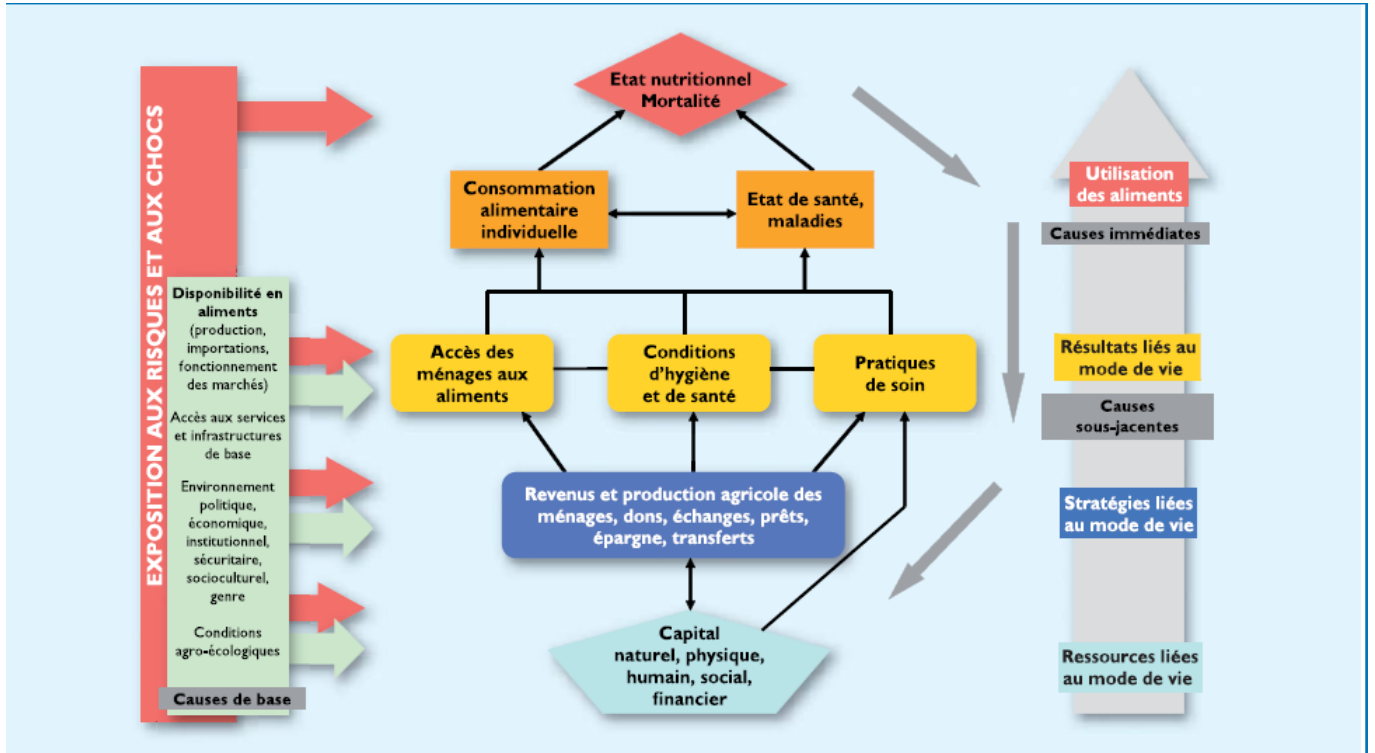 EXPOSITION AUX RISQUES ET AUX CHOCS
Disponibilité en
aliments
(production,
importations,
fonctionnement
des marchés)
Accès aux services
et infrastructures
de base
Environnement
politique,
économique,
institutionnel,
sécuritaire,
socioculturel,
genre
Conditions
agro-écologiques
Causes de base
Etat nutritionnel
Mortalité
Consommation
alimentaire
individuelle
Etat de santé,
maladies
Accès des
ménages aux
aliments
Conditions
d’hygiène
et de santé
Pratiques
de soin
Revenus et production agricole des
ménages, dons, échanges, prêts,
épargne, transferts
Capital
naturel, physique,
humain, social,
financier
Utilisation
des aliments
Causes immédiates
Résultats liés au
mode de vie
Causes
sous-jacentes
Stratégies liées
au mode de vie
Ressources liées
au mode de vie